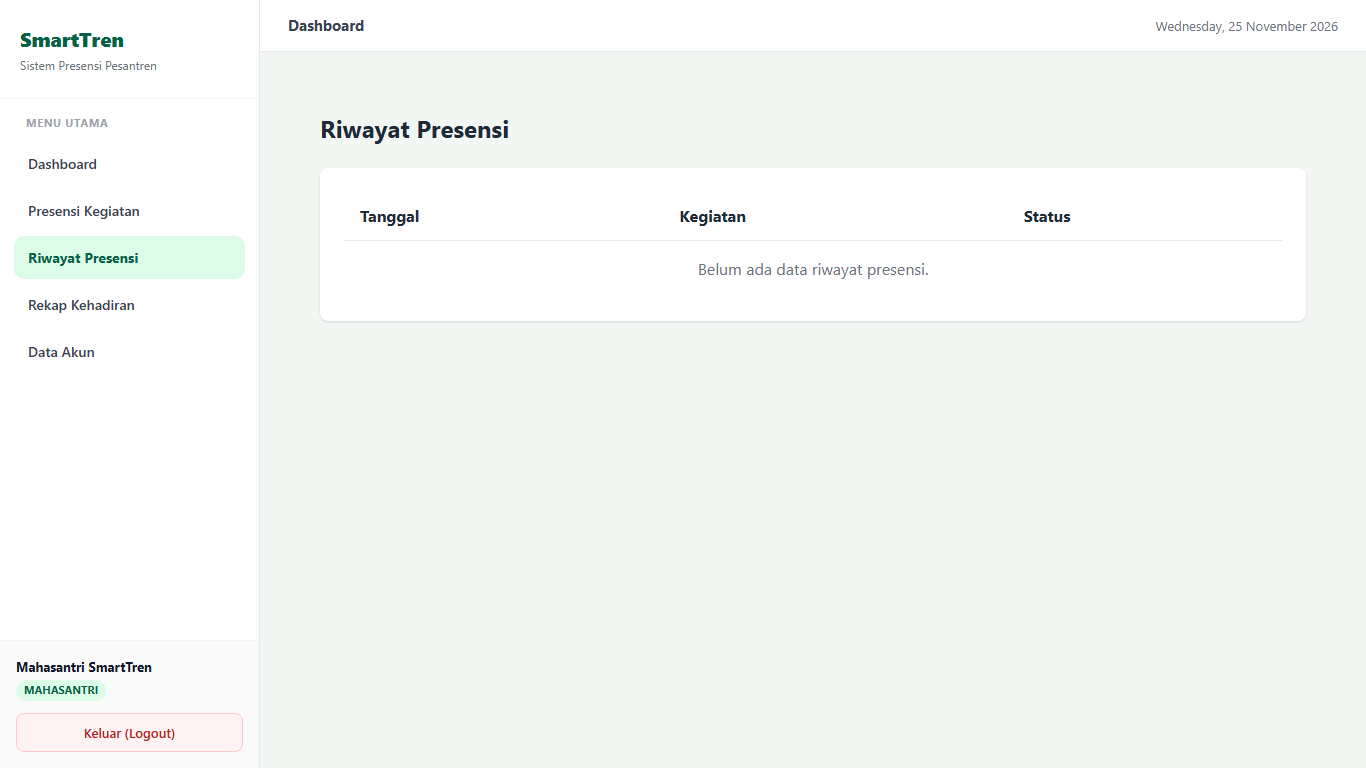 SmartTren
Sistem Presensi Pesantren
MENU UTAMA
Dashboard
Presensi Kegiatan
Riwayat Presensi
Rekap Kehadiran
Data Akun
Mahasantri SmartTren
MAHASANTRI
Keluar (Logout)
Dashboard
Wednesday, 25 November 2026
Riwayat Presensi
Tanggal Kegiatan Status
Belum ada data riwayat presensi.